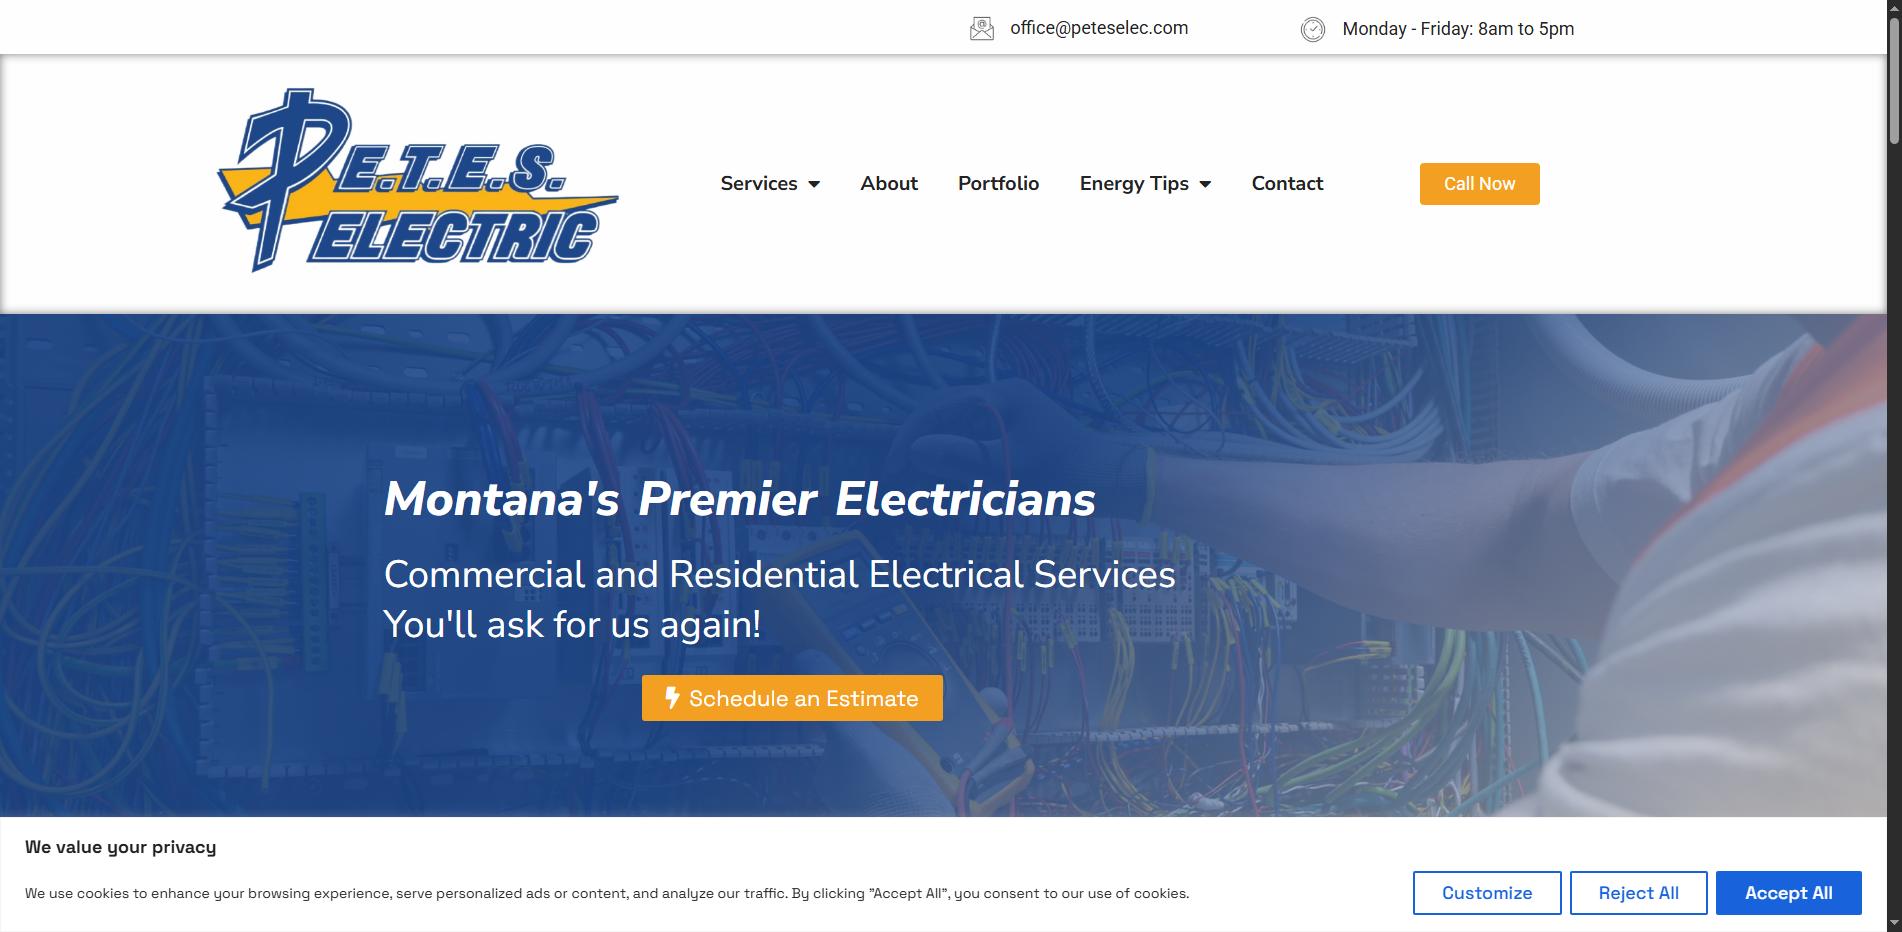 office@peteselec.com
Monday - Friday: 8am to 5pm
P.E.T.E.S.
ELECTRIC
Services
About
Portfolio
Energy Tips
Contact
Call Now
Montana's Premier Electricians
Commercial and Residential Electrical Services
You'll ask for us again!
Schedule an Estimate
We value your privacy
We use cookies to enhance your browsing experience, serve personalized ads or content, and analyze our traffic. By clicking "Accept All", you consent to our use of cookies.
Customize
Reject All
Accept All